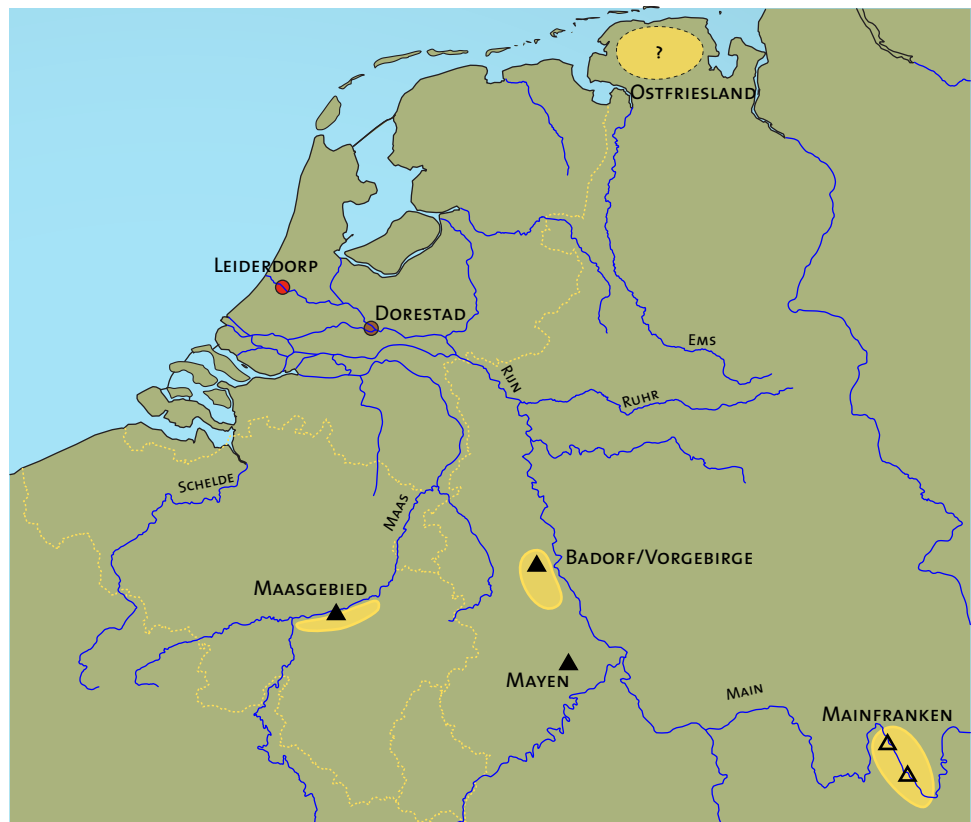 ?
OSTFRIESLAND
LEIDERDORP
DORESTAD
EMS
RIJN
RUHR
SCHELDE
MAAS
BADORF/VORGEBIRGE
MAASGEBIED
MAYEN
MAIN
MAINFRANKEN